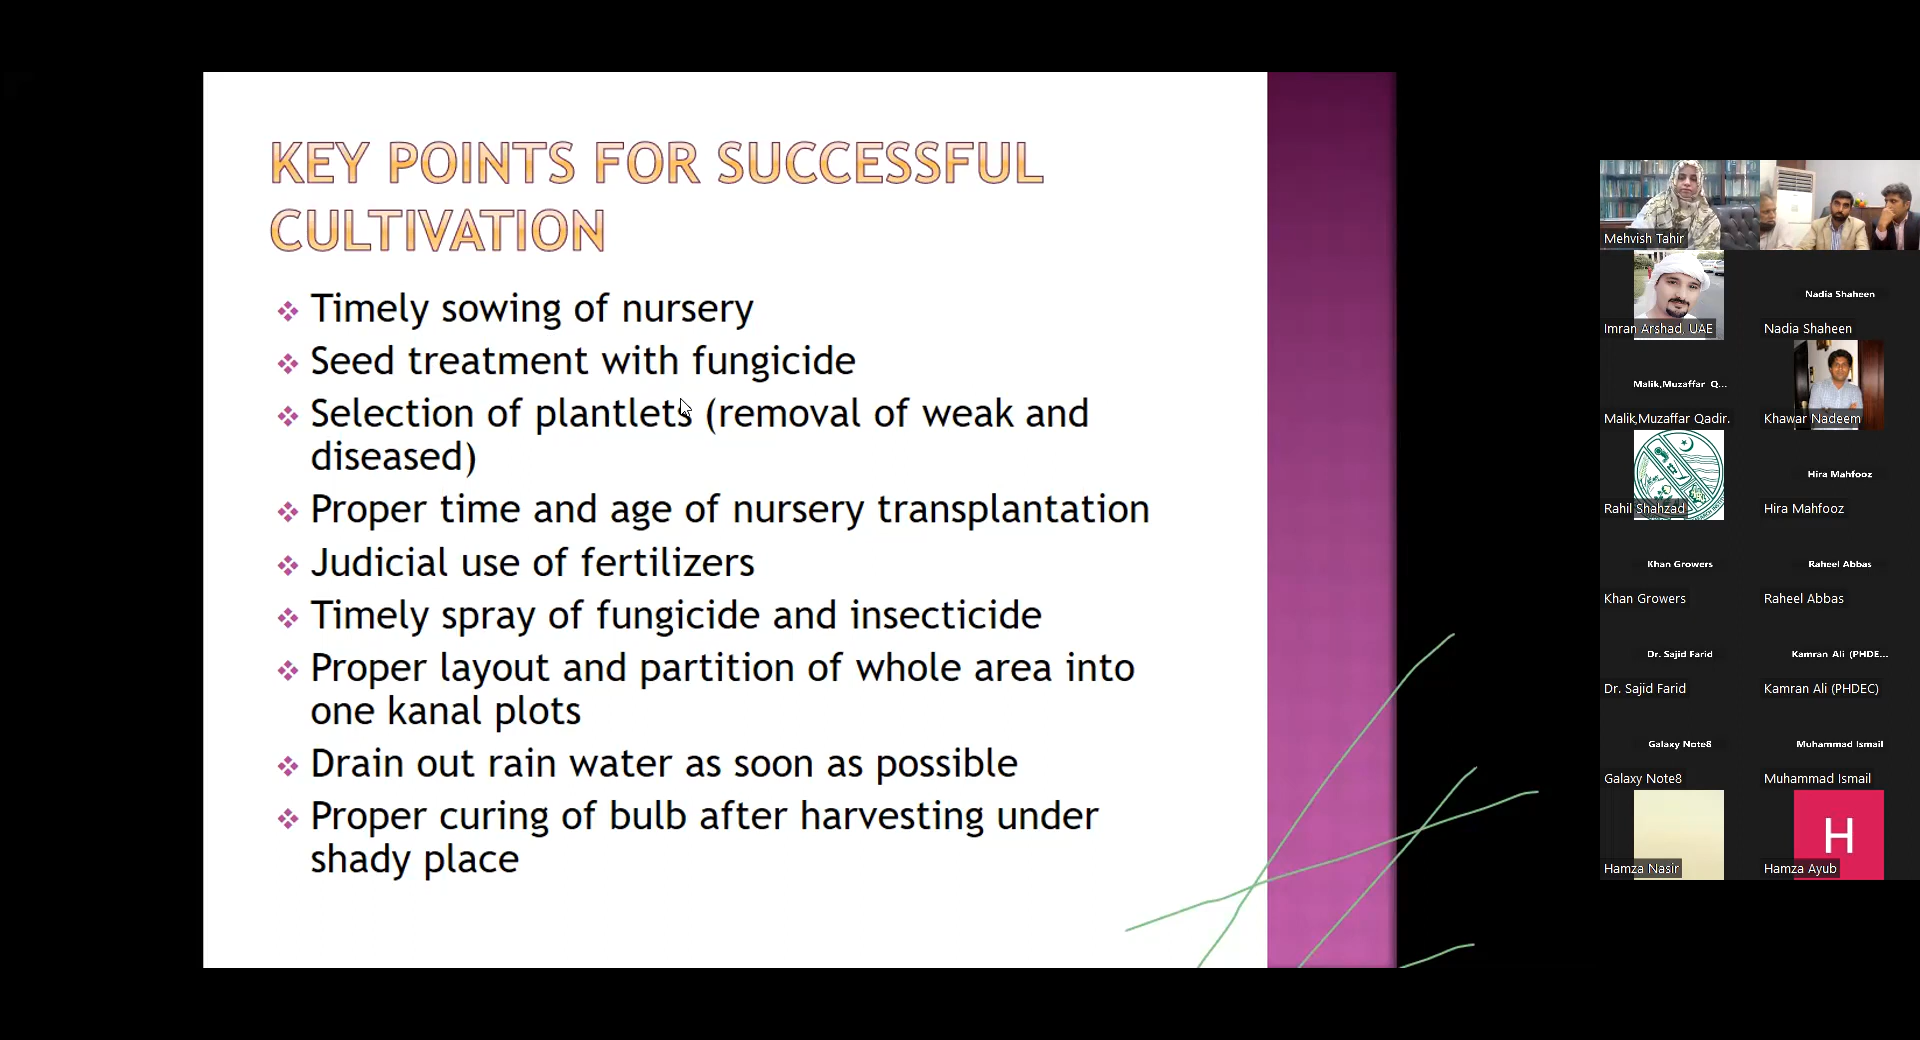 KEY POINTS FOR SUCCESSFUL
CULTIVATION
Timely sowing of nursery
Seed treatment with fungicide
Selection of plantlets (removal of weak and
diseased)
Proper time and age of nursery transplantation
Judicial use of fertilizers
Timely spray of fungicide and insecticide
Proper layout and partition of whole area into
one kanal plots
Drain out rain water as soon as possible
Proper curing of bulb after harvesting under
shady place
Mehvish Tahir
Imran Arshad, UAE
Nadia Shaheen
Nadia Shaheen
Malik,Muzaffar Q...
Malik,Muzaffar Qadir.
Khawar Nadeem
Rahil Shahzad
Hira Mahfooz
Hira Mahfooz
Khan Growers
Khan Growers
Raheel Abbas
Raheel Abbas
Dr. Sajid Farid
Dr. Sajid Farid
Kamran Ali (PHDE...
Kamran Ali (PHDEC)
Galaxy Note8
Galaxy Note8
Muhammad Ismail
Muhammad Ismail
Hamza Nasir
H
Hamza Ayub